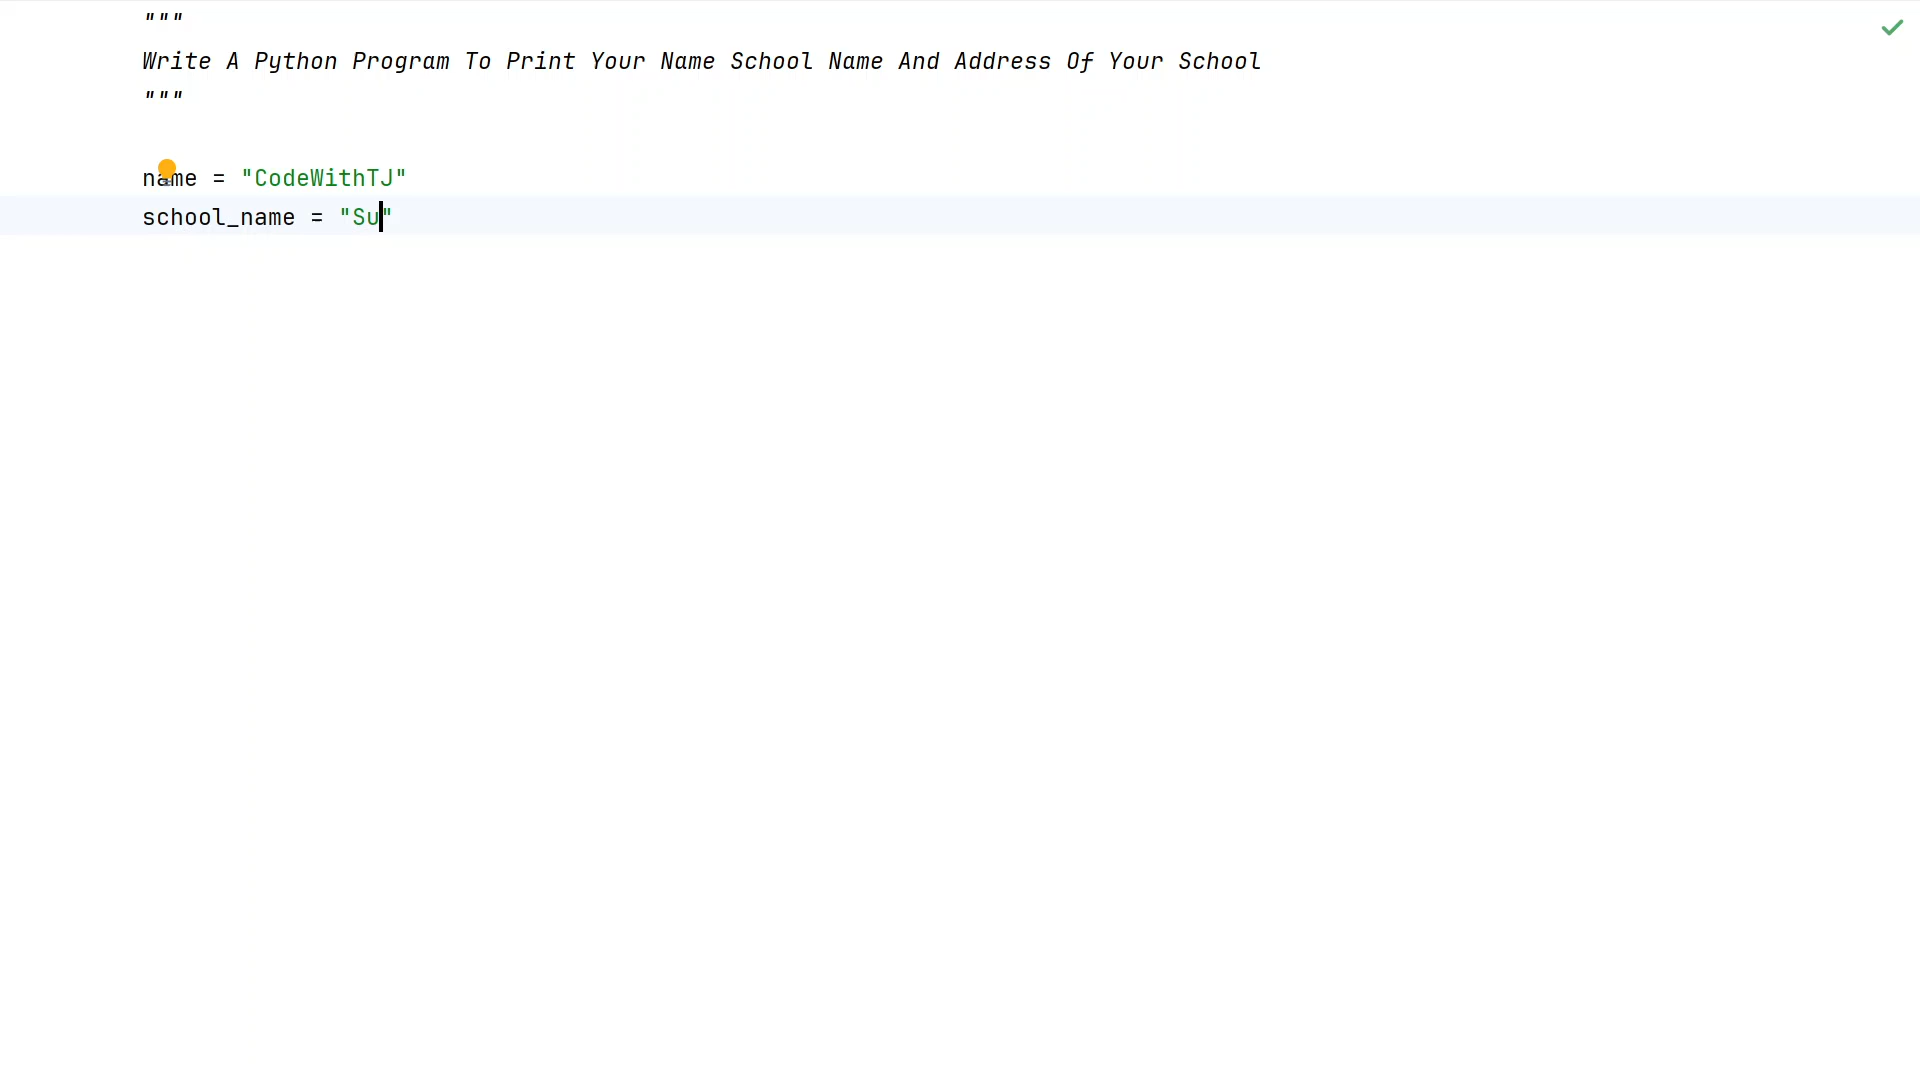 """
Write A Python Program To Print Your Name School Name And Address Of Your School
"""
name = "CodeWithTJ"
school_name = "Su"